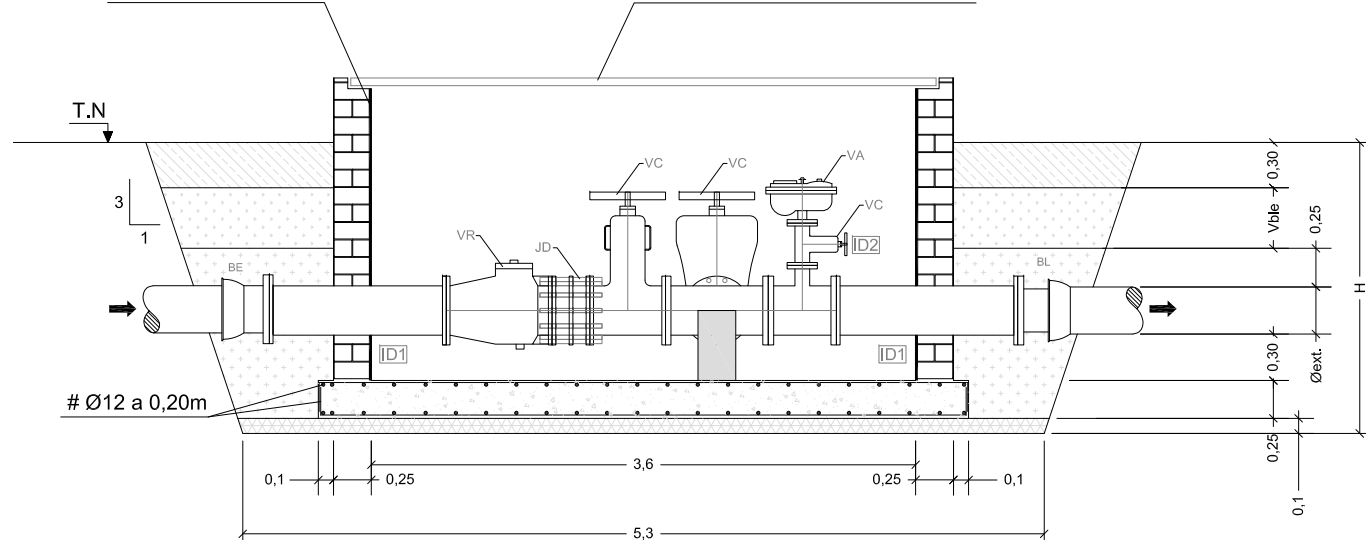 T.N
3
1
VC
VC
VA
VC
ID2
VR
JD
BE
BL
ID1
ID1
# Ø12 a 0,20m
0,30
Vble
0,25
H
0,30
Øext.
0,25
0,1
3,6
0,1
0,25
0,25
0,1
5,3